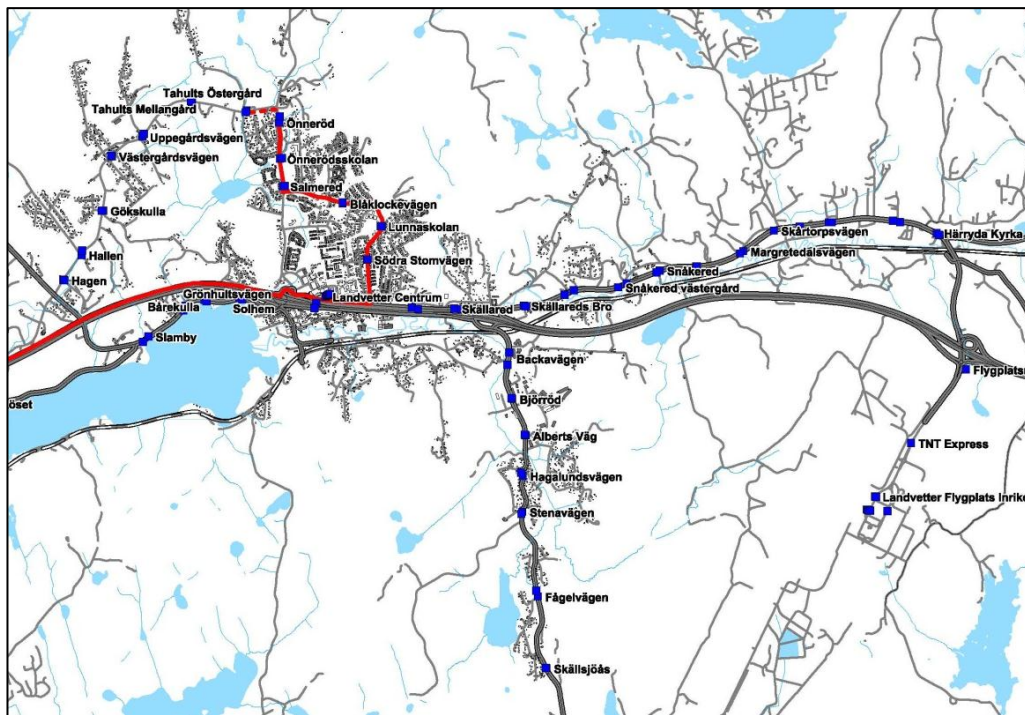 Tahults Östergård
Tahults Mellangård
Önneröd
Uppegårdsvägen
Västergårdsvägen
Önnerödsskolan
Salmered
Blåklockevägen
Gökskulla
Lunnaskolan
Skårtorpsvägen
Härryda Kyrka
Hallen
Södra Stomvägen
Margretedalsvägen
Snåkered
Hagen
Snåkered västergård
Grönhultsvägen
Landvetter Centrum
Bårekulla
Solhem
Skällared
Skällareds Bro
Slamby
Backavägen
Flygplats
öset
Björröd
Alberts Väg
TNT Express
Hagalundsvägen
Landvetter Flygplats Inrike
Stenavägen
Fågelvägen
Skällsjöås